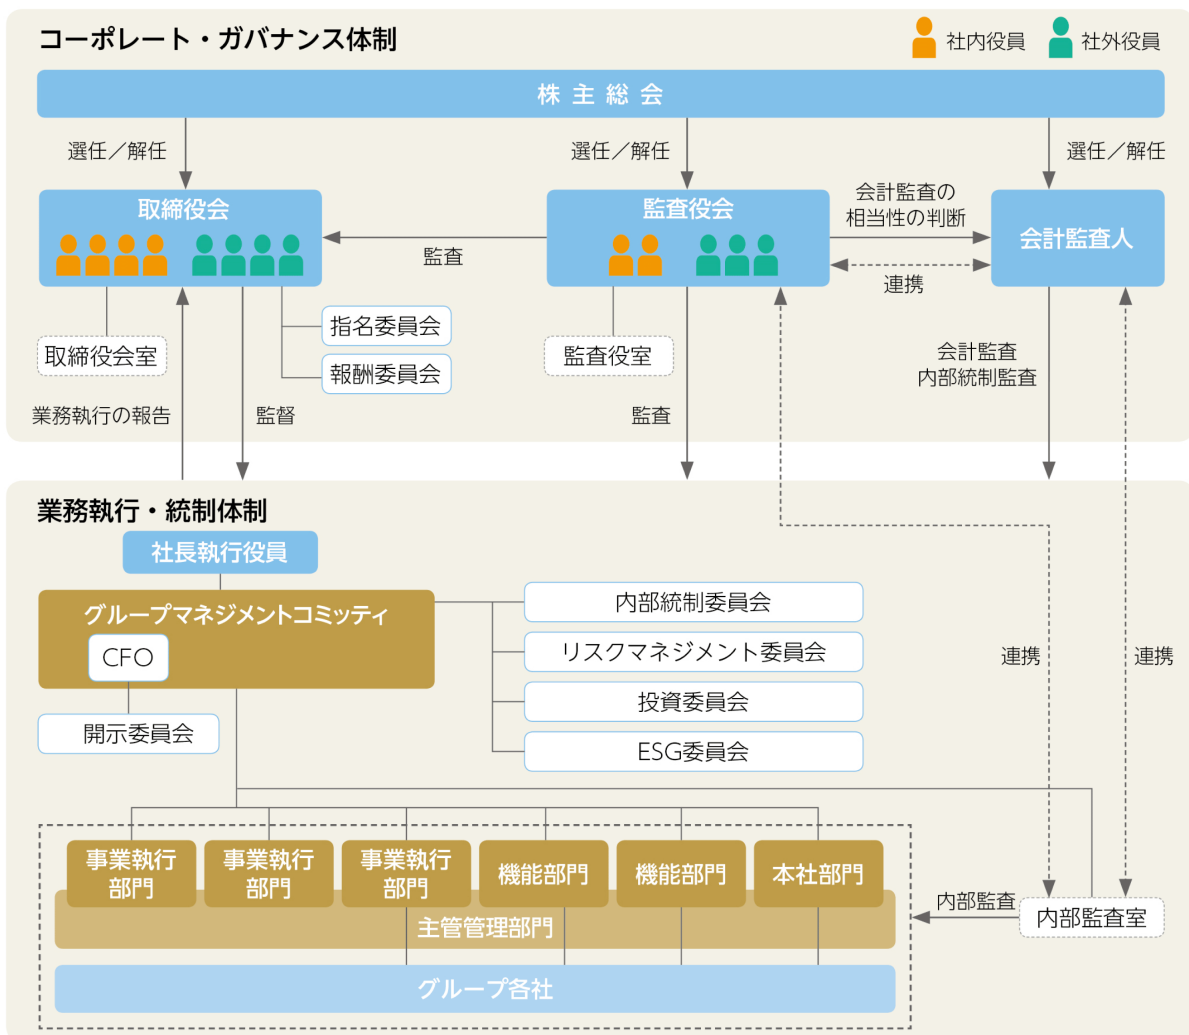 コーポレート・ガバナンス体制
社内役員
社外役員
株主総会
選任／解任
選任／解任
選任／解任
取締役会
監査役会
会計監査の
相当性の判断
会計監査人
監査
連携
取締役会室
指名委員会
報酬委員会
監査役室
会計監査
内部統制監査
業務執行の報告
監督
監査
業務執行・統制体制
社長執行役員
グループマネジメントコミッティ
CFO
開示委員会
内部統制委員会
リスクマネジメント委員会
投資委員会
ESG委員会
連携
連携
事業執行
部門
事業執行
部門
事業執行
部門
機能部門
機能部門
本社部門
主管管理部門
グループ各社
内部監査
内部監査室